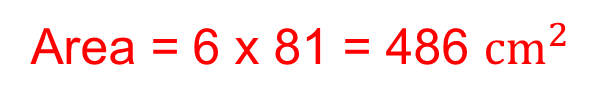 Area = 6 x 81 = 486 cm²